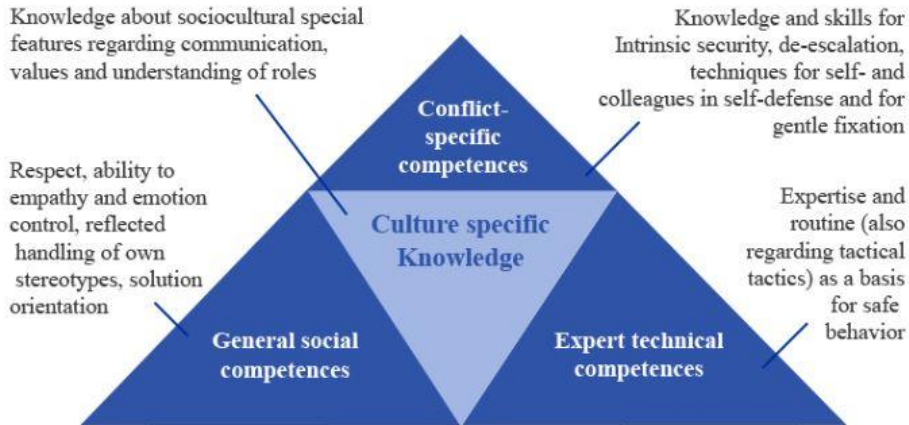 Knowledge about sociocultural special
features regarding communication,
values and understanding of roles
Knowledge and skills for
Intrinsic security, de-escalation,
techniques for self- and
colleagues in self-defense and for
gentle fixation
Conflict-
specific
competences
Respect, ability to
empathy and emotion
control, reflected
handling of own
stereotypes, solution
orientation
Culture specific
Knowledge
Expertise and
routine (also
regarding tactical
tactics) as a basis
for safe
behavior
General social
competences
Expert technical
competences